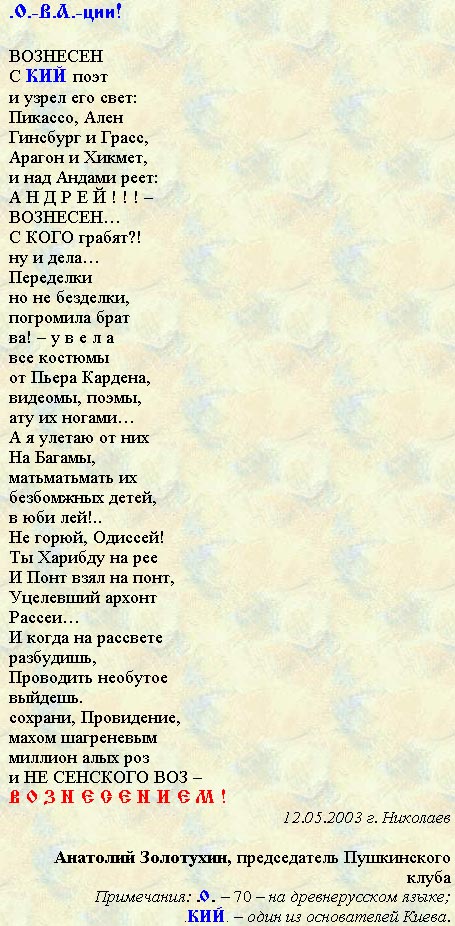 .О.-В.А.-ции!
ВОЗНЕСЕН
С КИЙ поэт
и узрел его свет:
Пикассо, Ален
Гинсбург и Грасс,
Арагон и Хикмет,
и над Андами реет:
А Н Д Р Е Й ! ! ! –
ВОЗНЕСЕН…
С КОГО грабят?!
ну и дела…
Переделки
но не безделки,
погромила брат
ва! – у в е л а
все костюмы
от Пьера Кардена,
видеомы, поэмы,
ату их ногами…
А я улетаю от них
На Багамы,
матьматьмать их
безбомжных детей,
в юби лей!..
Не горюй, Одиссей!
Ты Харибду на рее
И Понт взял на понт,
Уцелевший архонт
Рассеи…
И когда на рассвете
разбудишь,
Проводить необутое
выйдешь.
сохрани, Провидение,
махом шагреневым
миллион алых роз
и НЕ СЕНСКОГО ВОЗ –
В О З Н Е С Е Н И Е М !
12.05.2003 г. Николаев
Анатолий Золотухин, председатель Пушкинского
клуба
Примечания: .О. – 70 – на древнерусском языке;
.КИЙ. – один из основателей Киева.